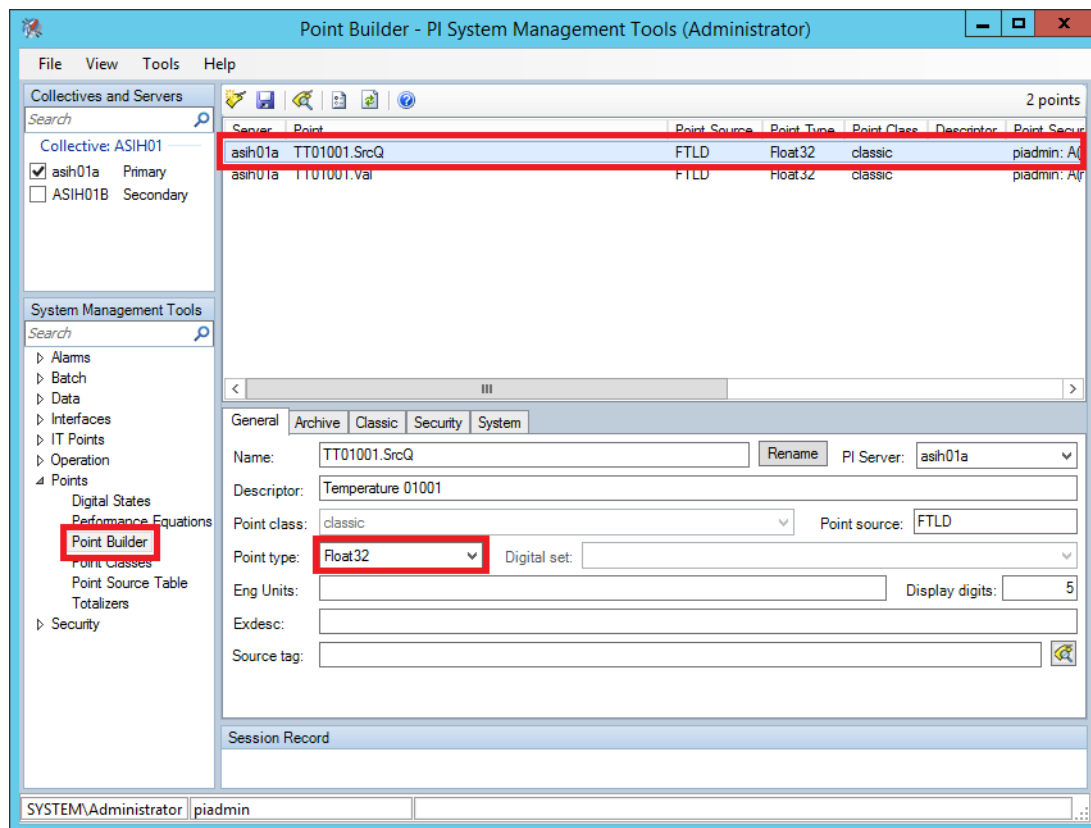 Point Builder - PI System Management Tools (Administrator)
File View Tools Help
Collectives and Servers
Search
Collective: ASIH01
asih01a Primary
ASIH01B Secondary
2 points
Server Point Point Source Point Type Point Class Descriptor Point Secur
asih01a TT01001.SrcQ FTLD Float32 classic piadmin: A(
asih01a TT01001.Val FTLD Float32 classic piadmin: A(r
System Management Tools
Search
Alarms
Batch
Data
Interfaces
IT Points
Operation
Points
Digital States
Performance Equations
Point Builder
Point Classes
Point Source Table
Totalizers
Security
General Archive Classic Security System
Name: TT01001.SrcQ Rename PI Server: asih01a
Descriptor: Temperature 01001
Point class: classic Point source: FTLD
Point type: Float32 Digital set:
Eng Units: Display digits: 5
Exdesc:
Source tag:
Session Record
SYSTEM\Administrator piadmin